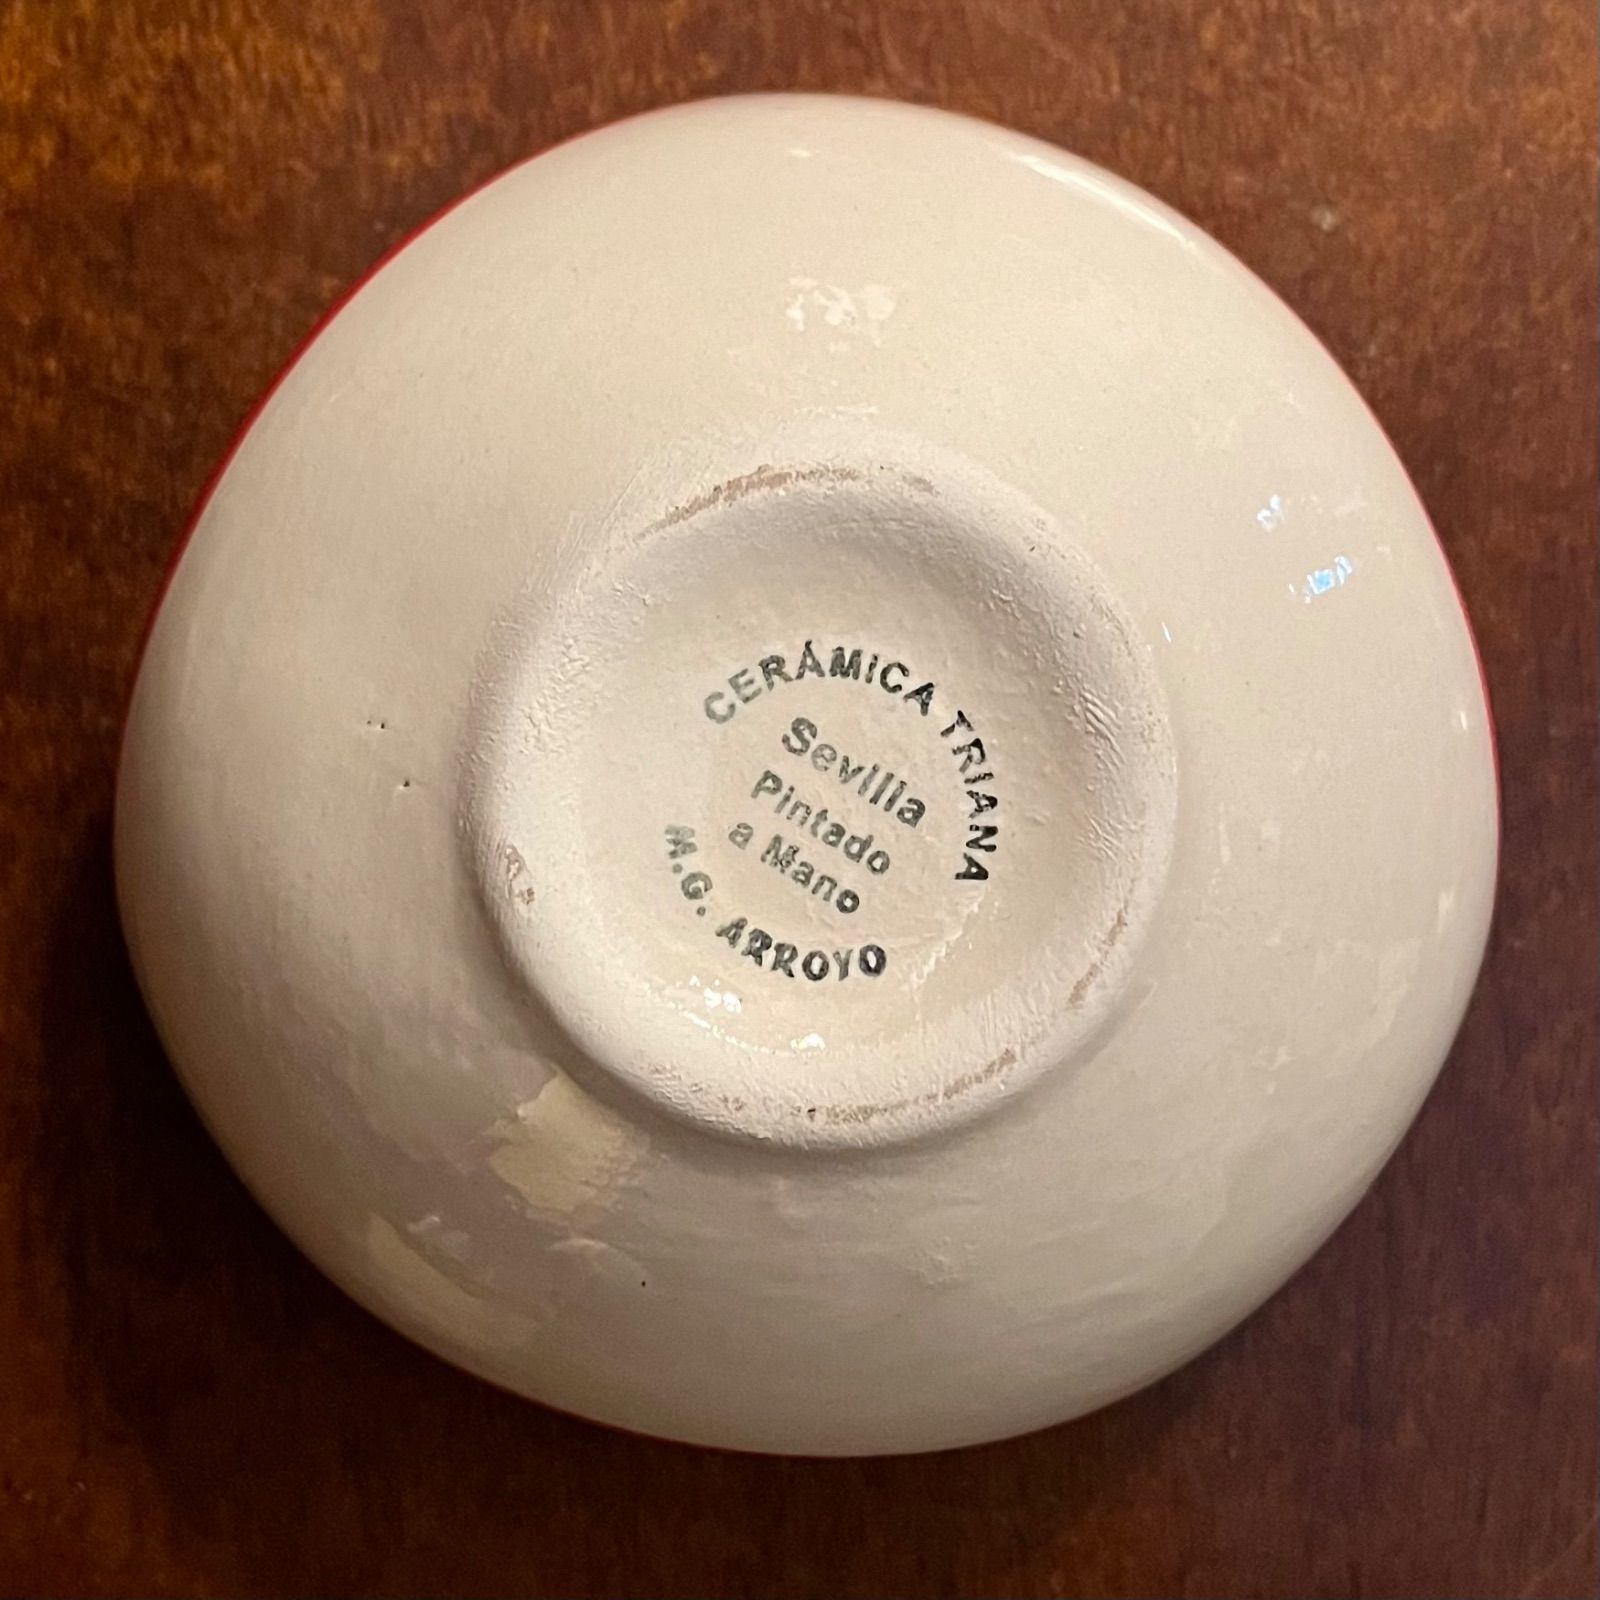 CERÁMICA TRIANA
Sevilla
Pintado
a Mano
M.G. ARROYO